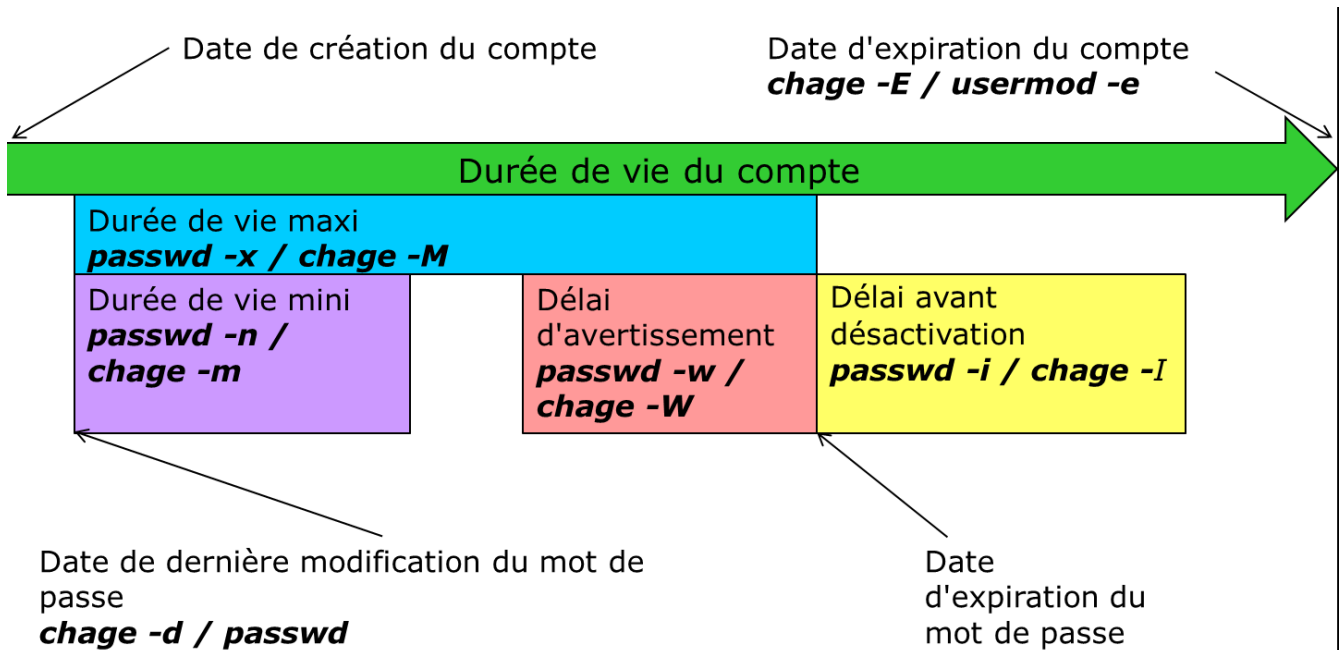 Date de création du compte
Date d'expiration du compte
chage -E / usermod -e
Durée de vie du compte
Durée de vie maxi
passwd -x / chage -M
Durée de vie mini
passwd -n /
chage -m
Délai
d'avertissement
passwd -w /
chage -W
Délai avant
désactivation
passwd -i / chage -I
Date de dernière modification du mot de
passe
chage -d / passwd
Date
d'expiration du
mot de passe